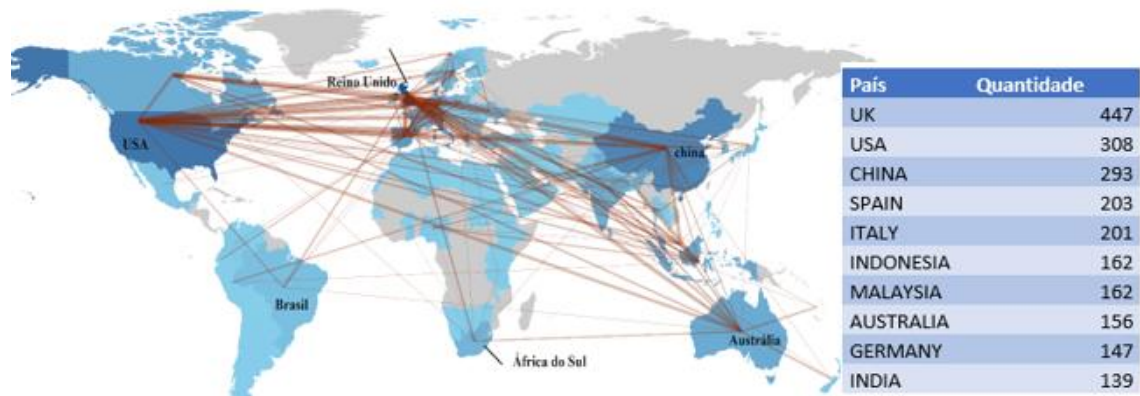 Reino Unido
USA
china
Brasil
Austrália
África do Sul
País Quantidade
UK 447
USA 308
CHINA 293
SPAIN 203
ITALY 201
INDONESIA 162
MALAYSIA 162
AUSTRALIA 156
GERMANY 147
INDIA 139